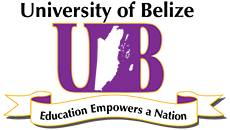 University of Belize
UB
Education Empowers a Nation